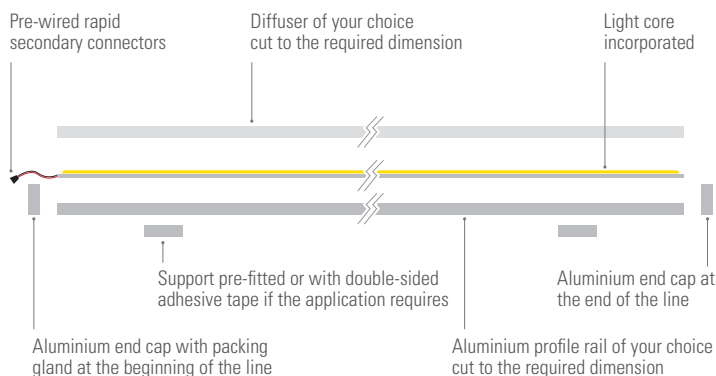 Pre-wired rapid
secondary connectors
Diffuser of your choice
cut to the required dimension
Light core
incorporated
Support pre-fitted or with double-sided
adhesive tape if the application requires
Aluminium end cap at
the end of the line
Aluminium end cap with packing
gland at the beginning of the line
Aluminium profile rail of your choice
cut to the required dimension